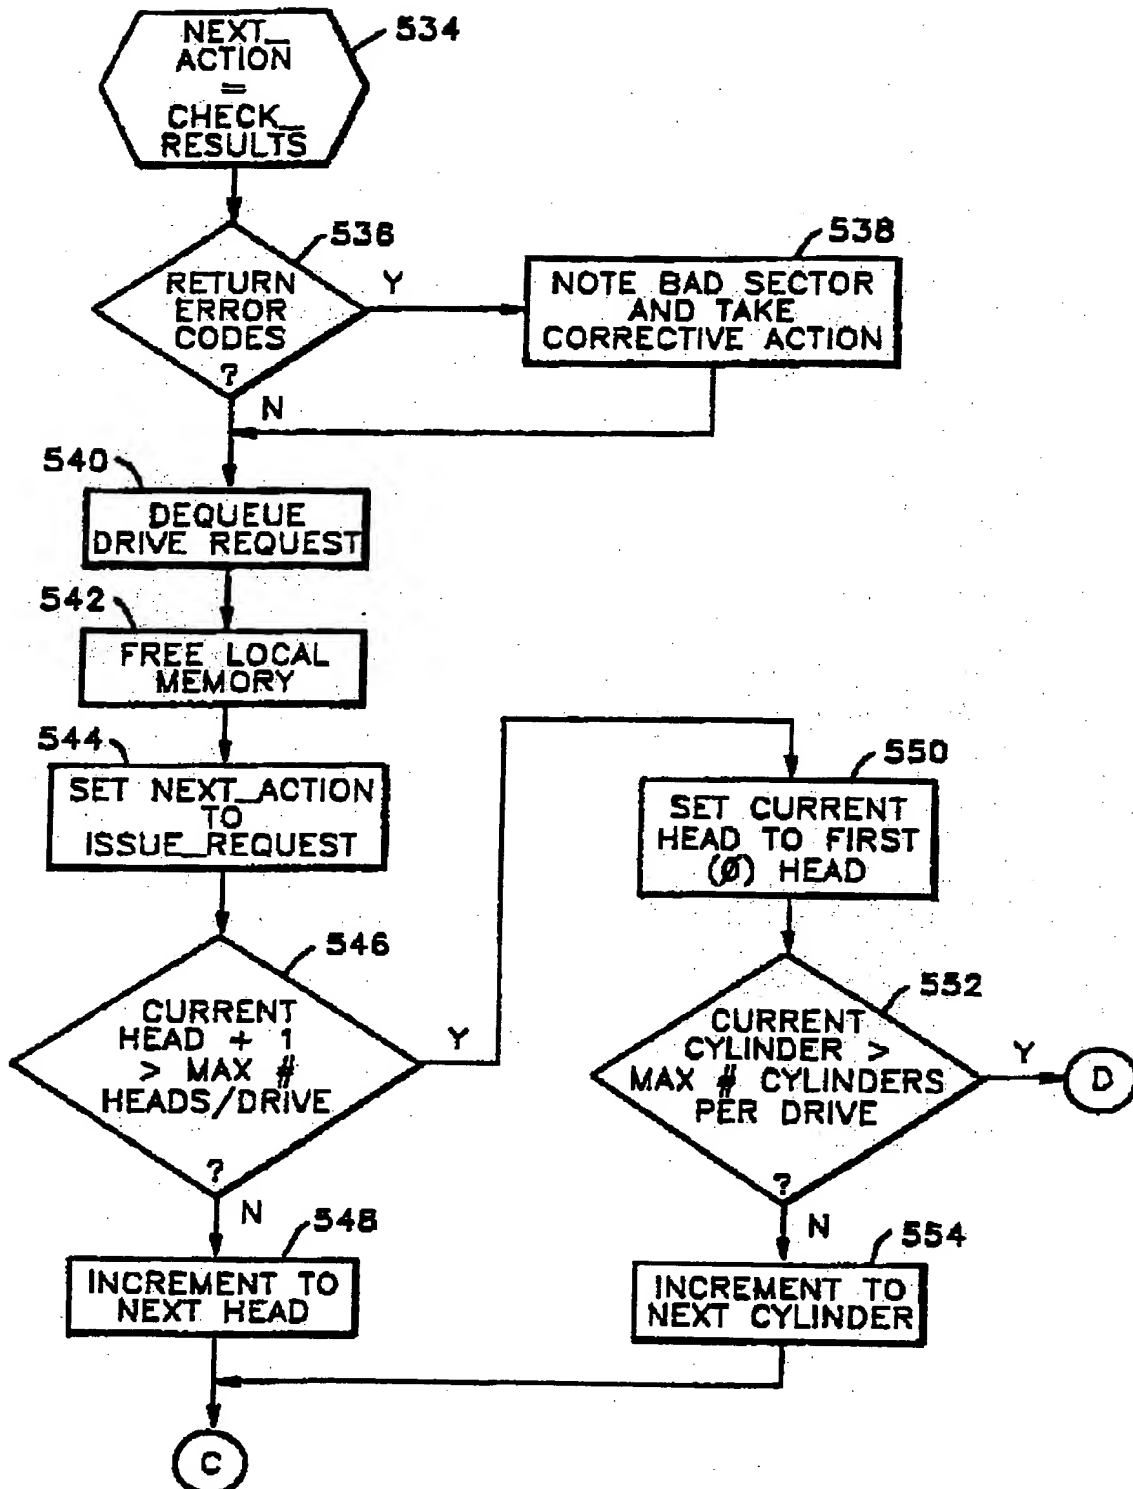 NEXT_
ACTION
=
CHECK_
RESULTS
534
RETURN
ERROR
CODES
?
536
Y
N
NOTE BAD SECTOR
AND TAKE
CORRECTIVE ACTION
538
540
DEQUEUE
DRIVE REQUEST
542
FREE LOCAL
MEMORY
544
SET NEXT_ACTION
TO
ISSUE_REQUEST
546
CURRENT
HEAD + 1
> MAX #
HEADS/DRIVE
?
Y
N
548
INCREMENT TO
NEXT HEAD
550
SET CURRENT
HEAD TO FIRST
(Ø) HEAD
552
CURRENT
CYLINDER >
MAX # CYLINDERS
PER DRIVE
?
Y
D
N
554
INCREMENT TO
NEXT CYLINDER
C